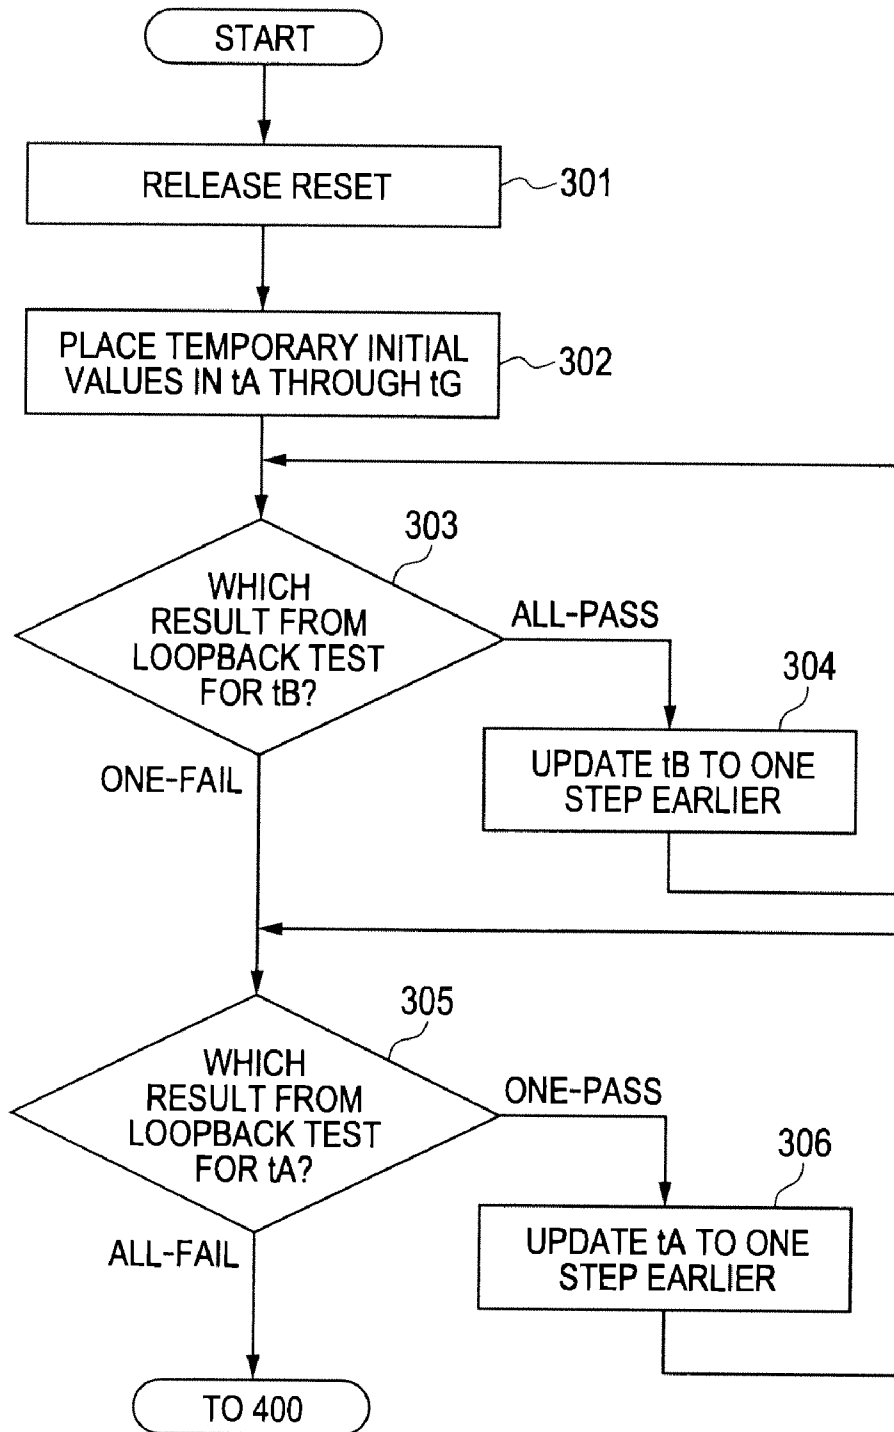 START
RELEASE RESET
301
PLACE TEMPORARY INITIAL
VALUES IN tA THROUGH tG
302
303
WHICH
RESULT FROM
LOOPBACK TEST
FOR tB?
ALL-PASS
304
UPDATE tB TO ONE
STEP EARLIER
ONE-FAIL
305
WHICH
RESULT FROM
LOOPBACK TEST
FOR tA?
ONE-PASS
306
UPDATE tA TO ONE
STEP EARLIER
ALL-FAIL
TO 400